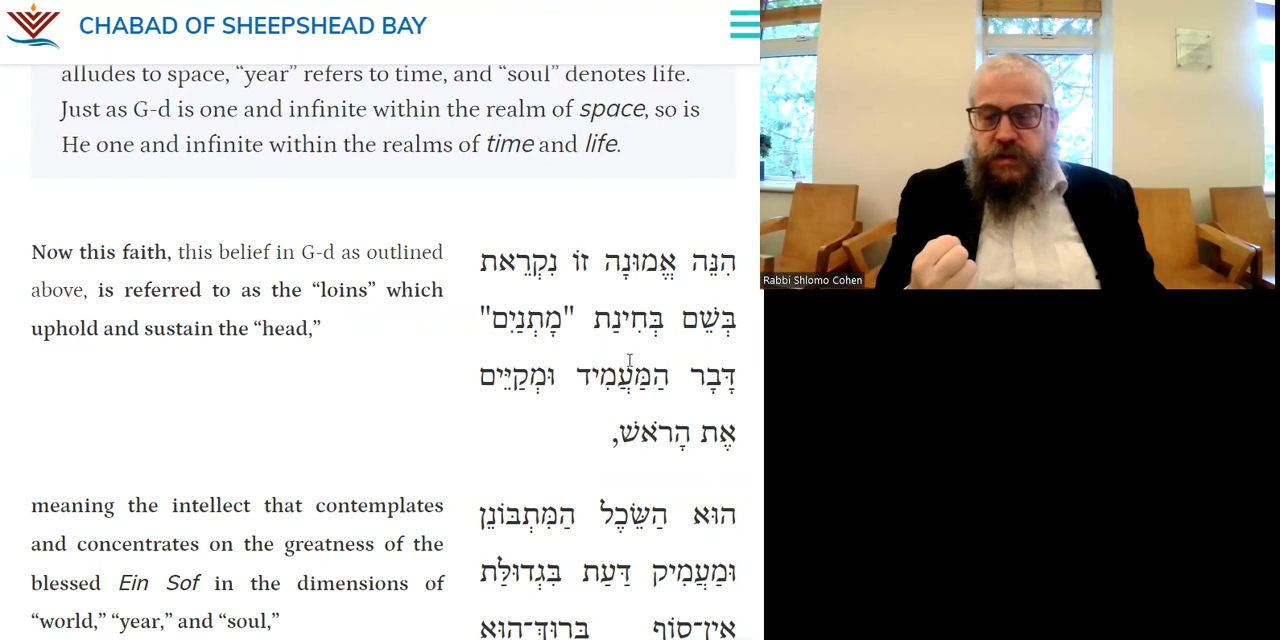 CHABAD OF SHEEPSHEAD BAY
alludes to space, “year” refers to time, and “soul” denotes life.
Just as G-d is one and infinite within the realm of space, so is
He one and infinite within the realms of time and life.
Now this faith, this belief in G-d as outlined
above, is referred to as the “loins” which
uphold and sustain the “head,”
הִנֵּה אֱמוּנָה זוֹ נִקְרֵאת
בְּשֵׁם בְּחִינַת "מָתְנַיִם"
דָּבָר הַמַּעֲמִיד וּמְקַיֵּים
אֶת הָרֹאשׁ,
meaning the intellect that contemplates
and concentrates on the greatness of the
blessed Ein Sof in the dimensions of
“world,” “year,” and “soul,”
הוּא הַשֵּׂכֶל הַמִּתְבּוֹנֵן
וּמַעֲמִיק דַּעַת בִּגְדוּלַּת
אֵין־סוֹף בָּרוּךְ־הוּא
Rabbi Shlomo Cohen